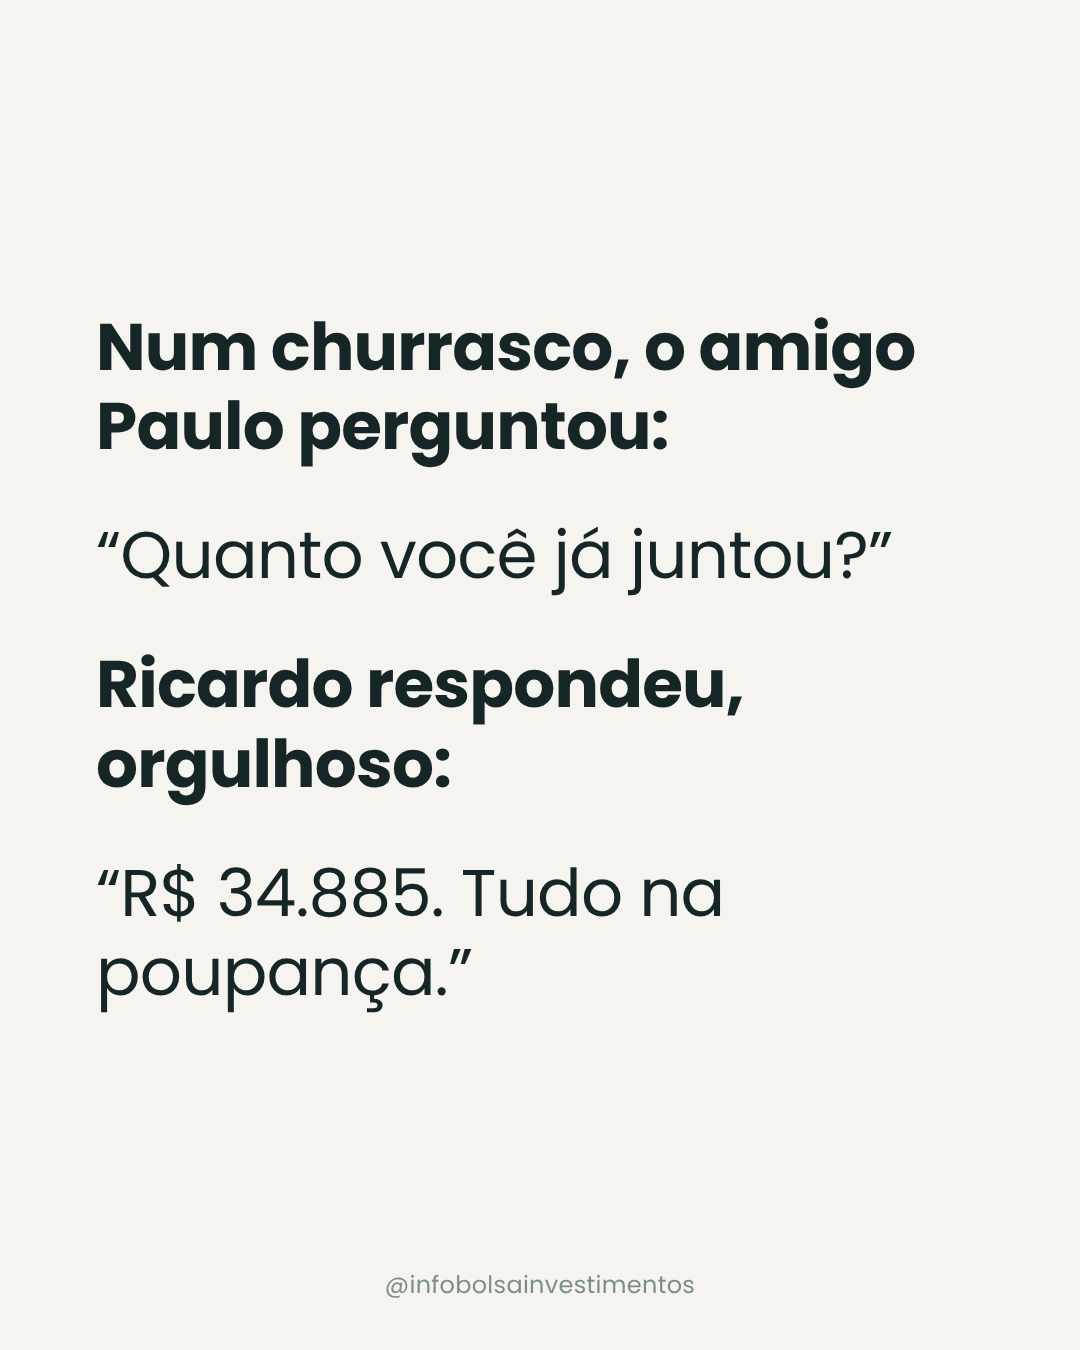 Num churrasco, o amigo
Paulo perguntou:
“Quanto você já juntou?”
Ricardo respondeu,
orgulhoso:
“R$ 34.885. Tudo na
poupança.”
@infobolsainvestimentos